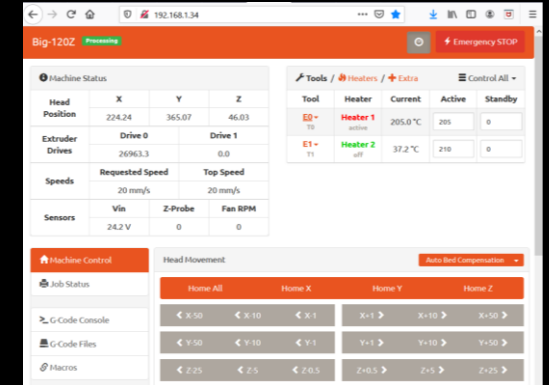 192.168.1.34
Big-120Z Processing Emergency STOP
Machine Status
Head Position X Y Z
224.24 365.07 46.03
Extruder Drives Drive 0 Drive 1
26963.3 0.0
Speeds Requested Speed Top Speed
20 mm/s 20 mm/s
Sensors Vin Z-Probe Fan RPM
24.2 V 0 0
Tools / Heaters / Extra Control All
Tool Heater Current Active Standby
E0 Heater 1 205.0 °C 205 0
T0 active
E1 Heater 2 37.2 °C 210 0
T1 off
Machine Control
Job Status
G-Code Console
G-Code Files
Macros
Head Movement Auto Bed Compensation
Home All Home X Home Y Home Z
X-50 X-10 X-1 X+1 X+10 X+50
Y-50 Y-10 Y-1 Y+1 Y+10 Y+50
Z-25 Z-5 Z-0.5 Z+0.5 Z+5 Z+25